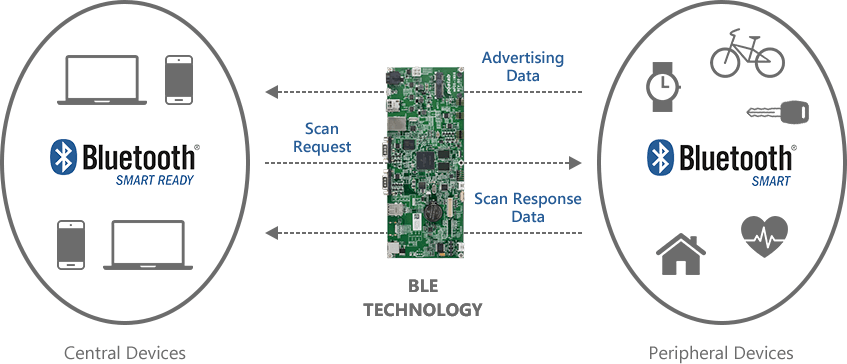 Advertising
Data
Scan
Request
Bluetooth®
SMART READY
Bluetooth®
SMART
Scan Response
Data
BLE
TECHNOLOGY
Central Devices
Peripheral Devices